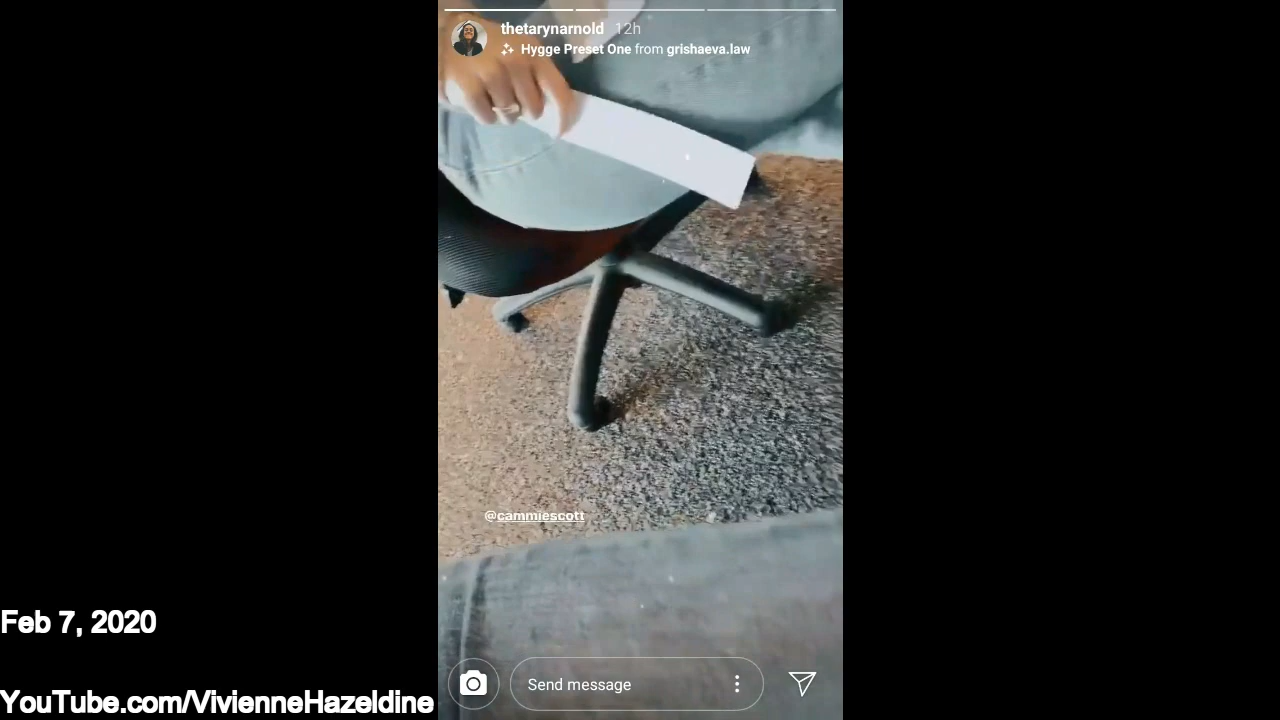 thetarynarnold 12h
Hygge Preset One from grishaeva.law
@cammiescott
Feb 7, 2020
Send message
YouTube.com/VivienneHazeldine